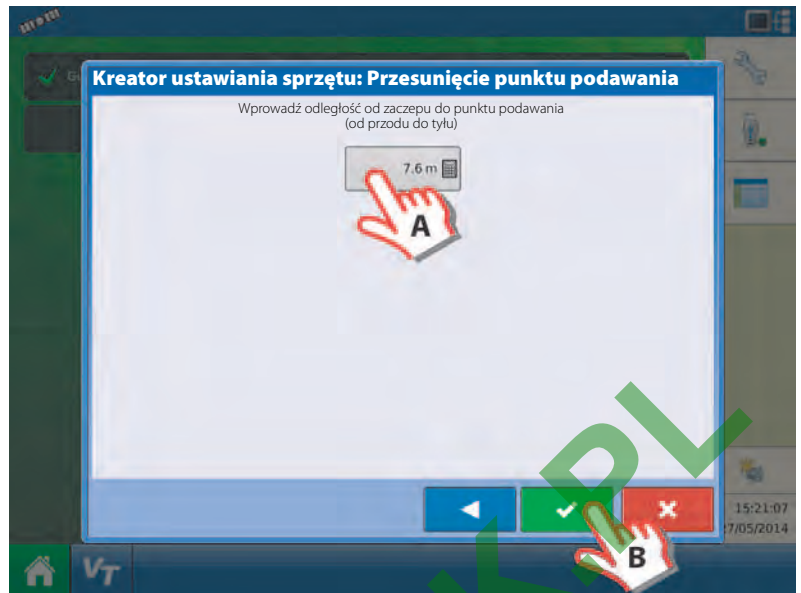 Kreator ustawiania sprzętu: Przesunięcie punktu podawania
Wprowadź odległość od zaczepu do punktu podawania
(od przodu do tyłu)
7.6 m
A
B
15:21:07
7/05/2014
VT
K.PL